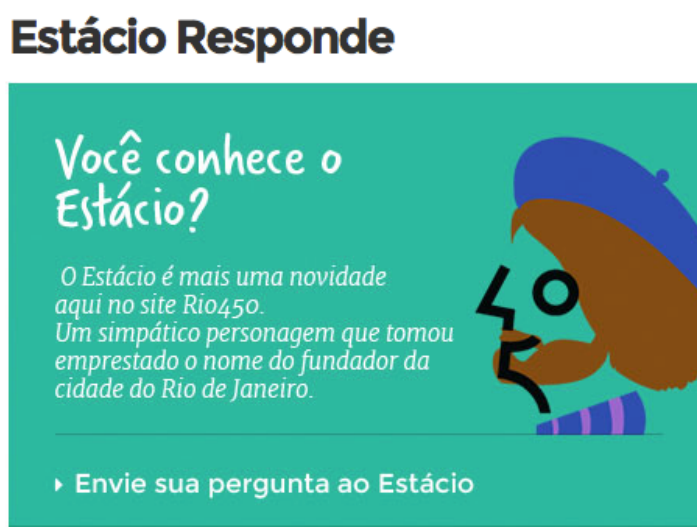 Estácio Responde
Você conhece o
Estácio?
O Estácio é mais uma novidade
aqui no site Rio450.
Um simpático personagem que tomou
emprestado o nome do fundador da
cidade do Rio de Janeiro.
Envie sua pergunta ao Estácio